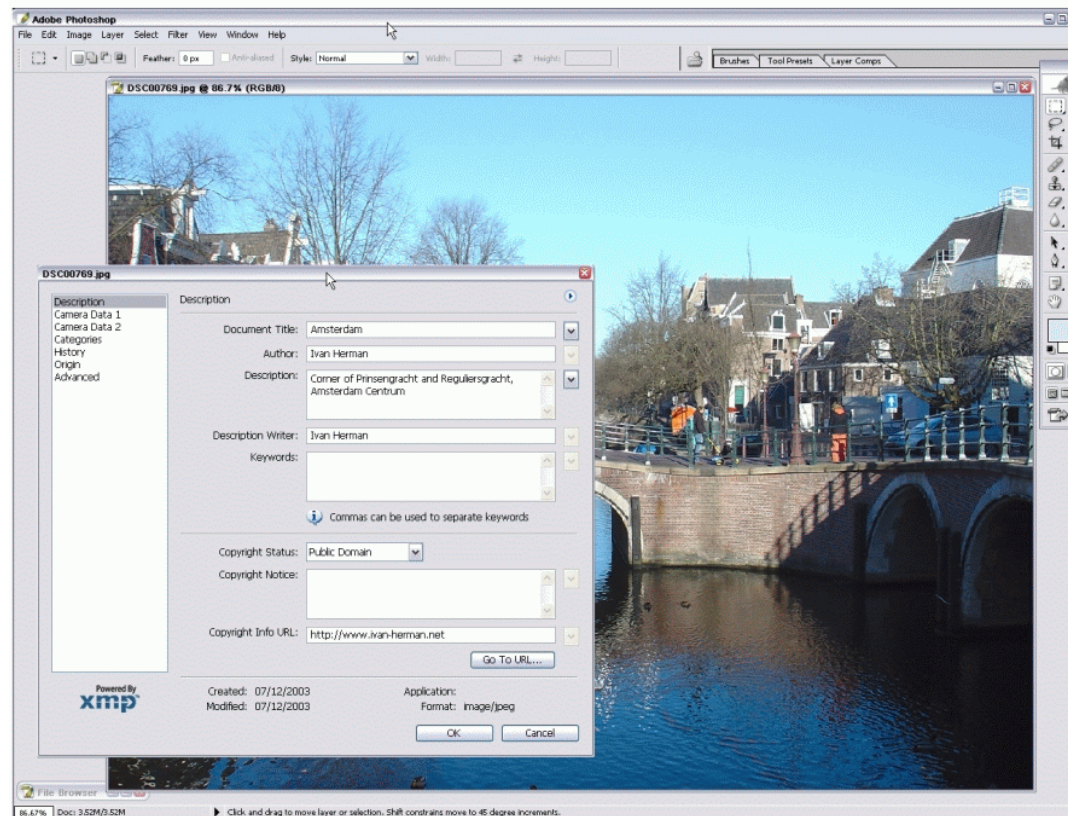 Adobe Photoshop
File Edit Image Layer Select Filter View Window Help
Feather: 0 px Anti-aliased Style: Normal Width: Height: Brushes Tool Presets Layer Comps
DSC00769.jpg @ 86.7% (RGB/8)
DSC00769.jpg
Description
Camera Data 1
Camera Data 2
Categories
History
Origin
Advanced
Powered By
xmp
Description
Document Title: Amsterdam
Author: Ivan Herman
Description: Corner of Prinsengracht and Reguliersgracht,
Amsterdam Centrum
Description Writer: Ivan Herman
Keywords:
Commas can be used to separate keywords
Copyright Status: Public Domain
Copyright Notice:
Copyright Info URL: http://www.ivan-herman.net
Go To URL...
Created: 07/12/2003 Application:
Modified: 07/12/2003 Format: image/jpeg
OK Cancel
File Browser
86.67% Doc: 3.52M/3.52M Click and drag to move layer or selection. Shift constrains move to 45 degree increments.